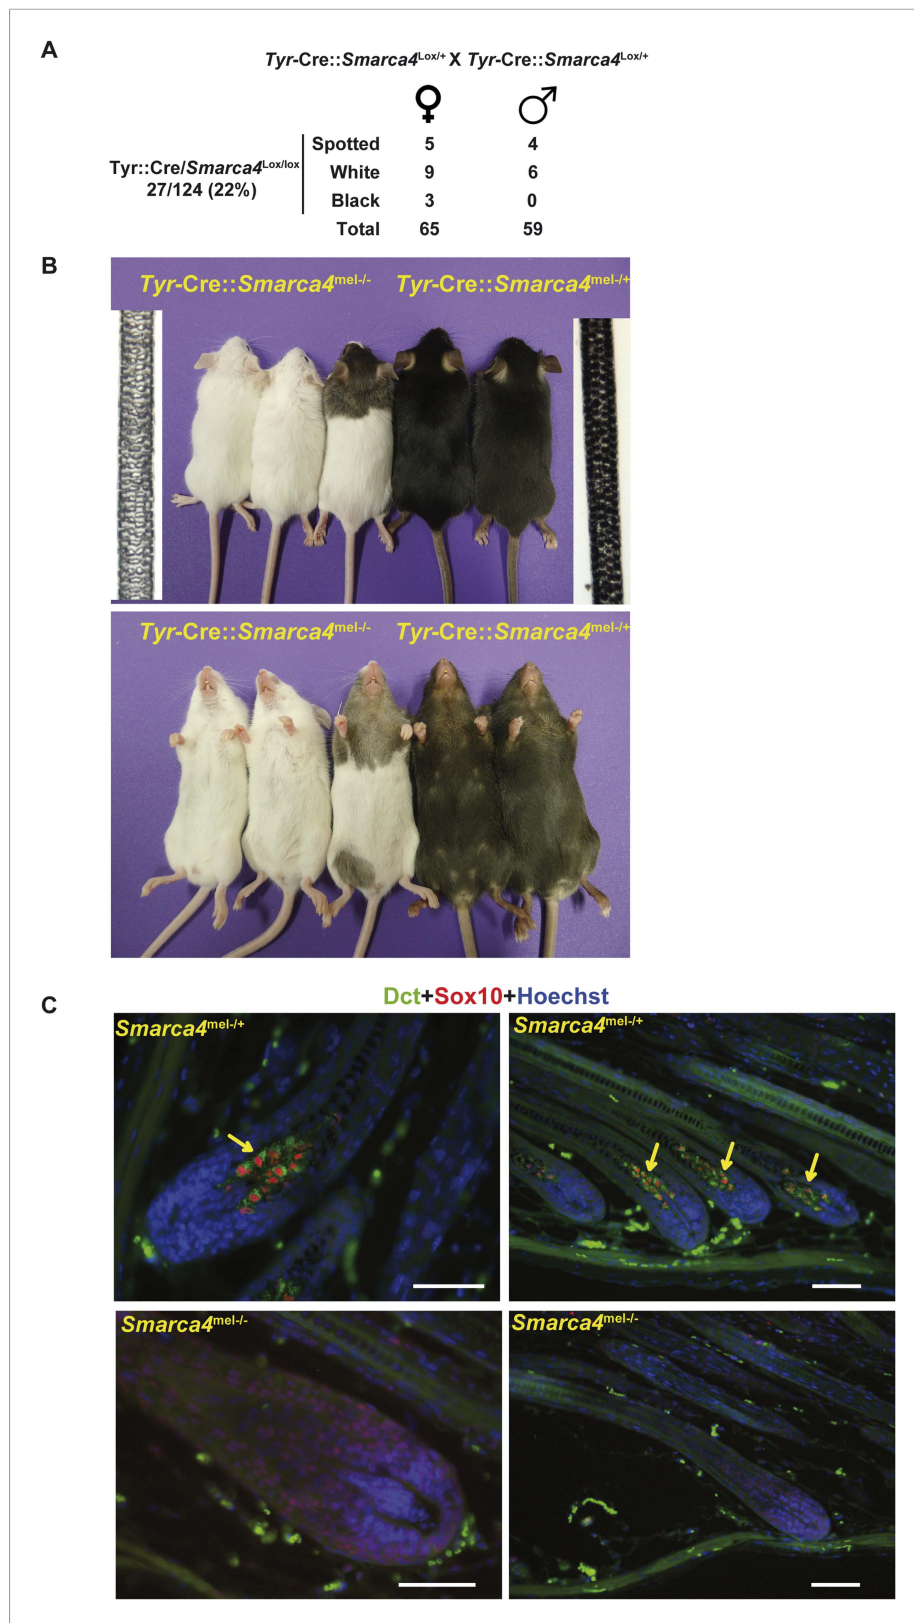 A
Tyr-Cre::Smarca4Lox/+ X Tyr-Cre::Smarca4Lox/+
♀ ♂
Spotted 5 4
Tyr::Cre/Smarca4Lox/lox
White 9 6
27/124 (22%)
Black 3 0
Total 65 59
B
Tyr-Cre::Smarca4mel-/- Tyr-Cre::Smarca4mel-/+
Tyr-Cre::Smarca4mel-/- Tyr-Cre::Smarca4mel-/+
C
Dct+Sox10+Hoechst
Smarca4mel-/+ Smarca4mel-/+
Smarca4mel-/- Smarca4mel-/-